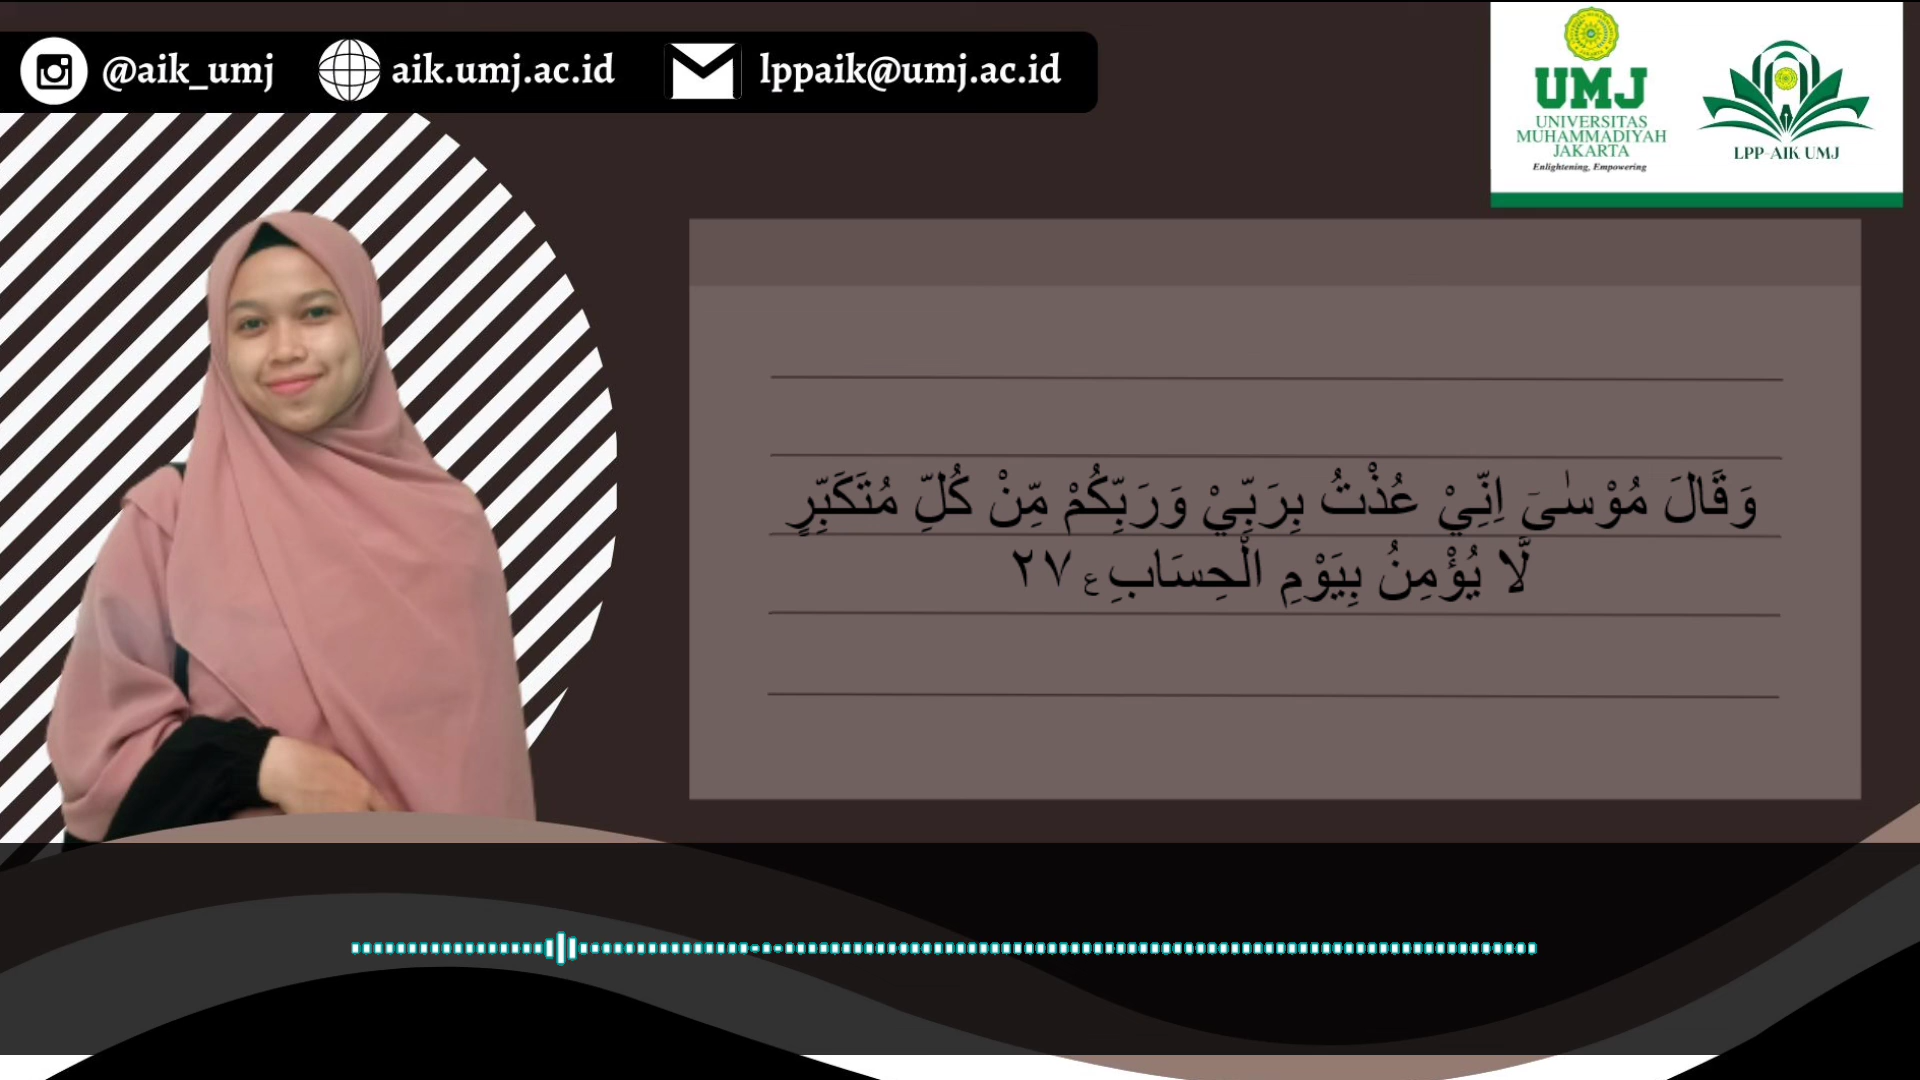 @aik_umj
aik.umj.ac.id
lppaik@umj.ac.id
UMJ
UNIVERSITAS
MUHAMMADIYAH
JAKARTA
Enlightening, Empowering
LPP-AIK UMJ
وَقَالَ مُوْسٰىٓ اِنِّيْ عُذْتُ بِرَبِّيْ وَرَبِّكُمْ مِّنْ كُلِّ مُتَكَبِّرٍ
لَّا يُؤْمِنُ بِيَوْمِ الْحِسَابِ ع ٢٧